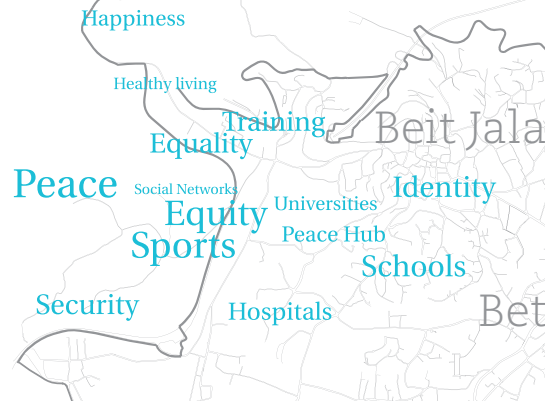 Happiness
Healthy living
Training
Beit Jala
Equality
Peace
Social Networks
Identity
Universities
Equity
Peace Hub
Sports
Schools
Security
Hospitals
Bet